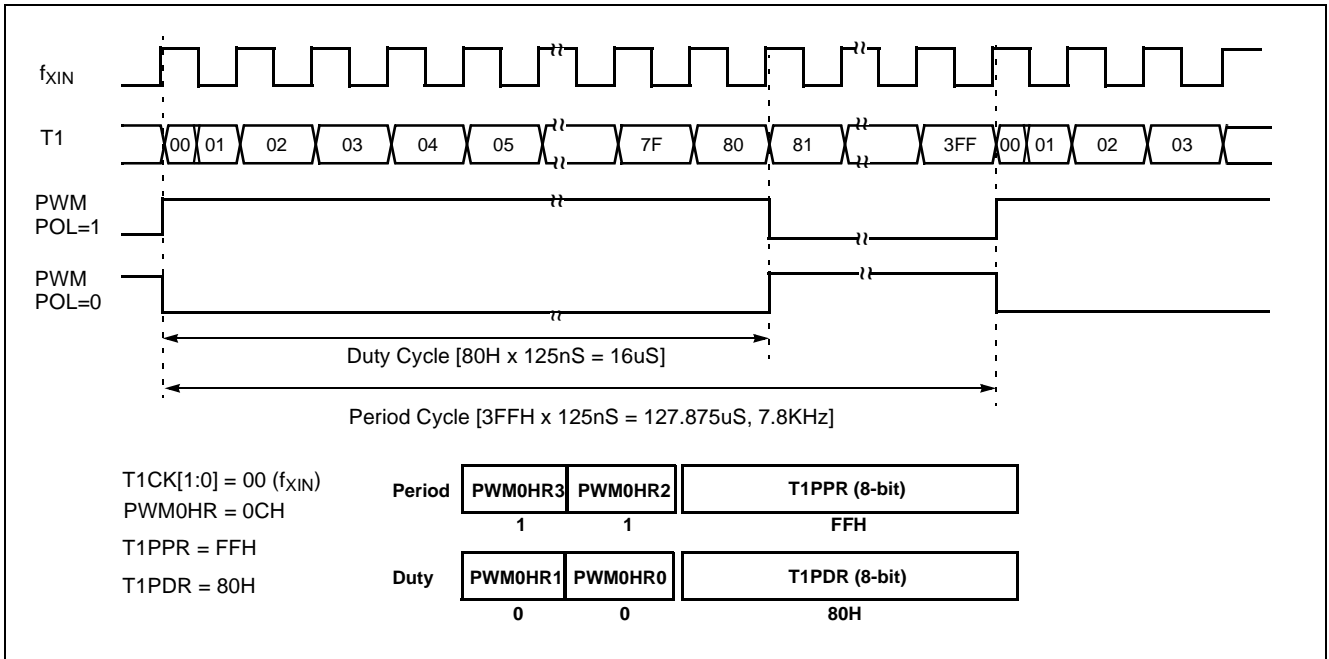 fXIN
T1
00 01 02 03 04 05 7F 80 81 3FF 00 01 02 03
PWM
POL=1
PWM
POL=0
Duty Cycle [80H x 125nS = 16uS]
Period Cycle [3FFH x 125nS = 127.875uS, 7.8KHz]
T1CK[1:0] = 00 (fXIN)
PWM0HR = 0CH
T1PPR = FFH
T1PDR = 80H
Period PWM0HR3 PWM0HR2 T1PPR (8-bit)
1 1 FFH
Duty PWM0HR1 PWM0HR0 T1PDR (8-bit)
0 0 80H